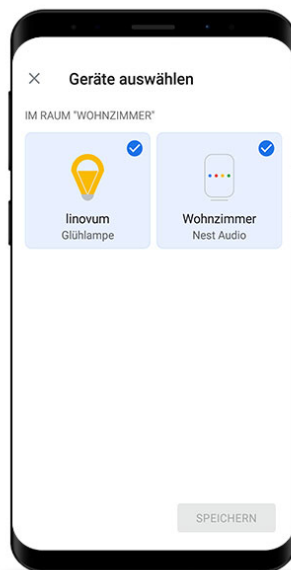 Geräte auswählen
IM RAUM "WOHNZIMMER"
linovum
Glühlampe
Wohnzimmer
Nest Audio
SPEICHERN